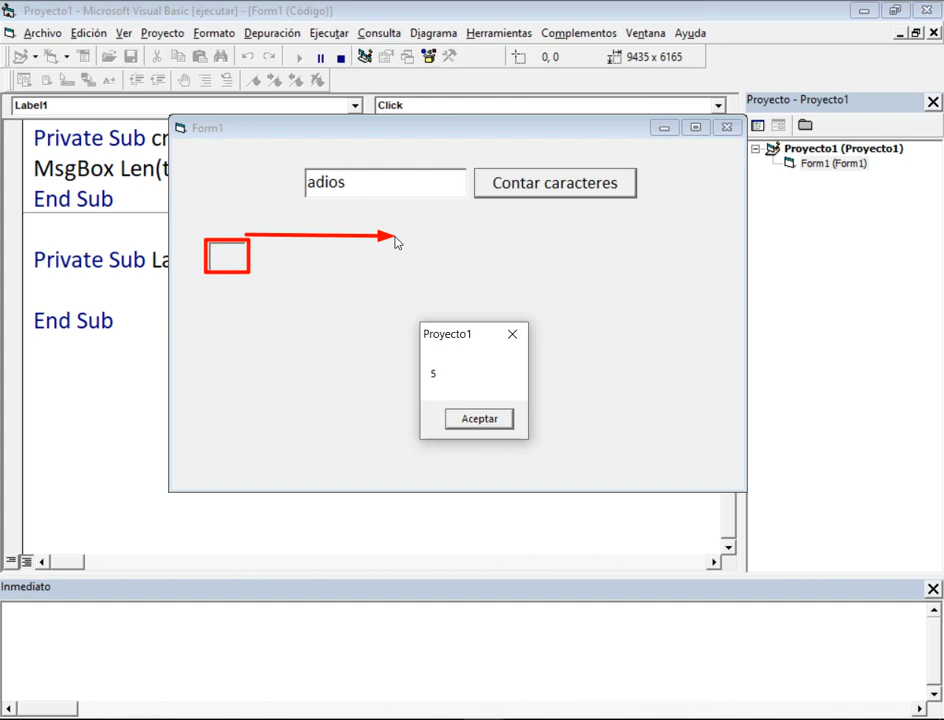 Proyecto1 - Microsoft Visual Basic [ejecutar] - [Form1 (Código)]
Archivo Edición Ver Proyecto Formato Depuración Ejecutar Consulta Diagrama Herramientas Complementos Ventana Ayuda
0, 0 9435 x 6165
Label1 Click
Proyecto - Proyecto1
Form1
Private Sub
MsgBox Len(
End Sub
adios
Contar caracteres
Proyecto1 (Proyecto1)
Form1 (Form1)
Private Sub La
End Sub
Proyecto1
5
Aceptar
Inmediato